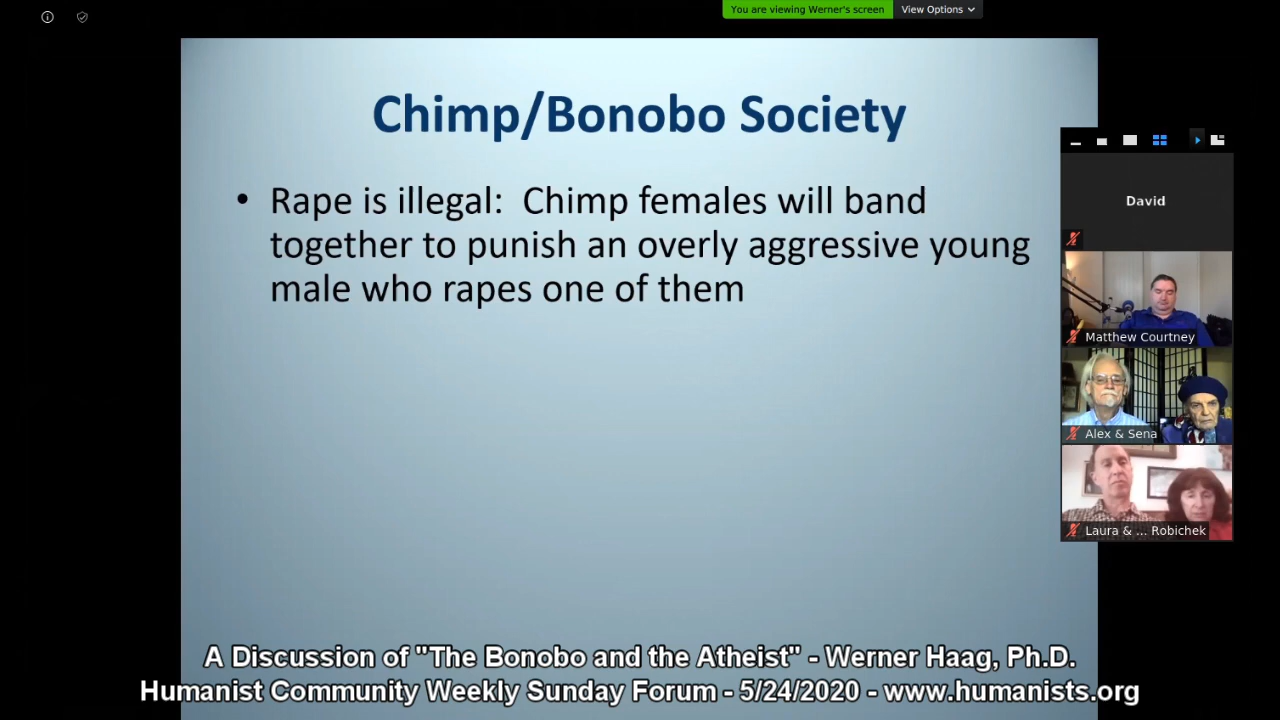 You are viewing Werner's screen
View Options
Chimp/Bonobo Society
• Rape is illegal:  Chimp females will band
together to punish an overly aggressive young
male who rapes one of them
David
Matthew Courtney
Alex & Sena
Laura & ... Robichek
A Discussion of "The Bonobo and the Atheist" - Werner Haag, Ph.D.
Humanist Community Weekly Sunday Forum - 5/24/2020 - www.humanists.org